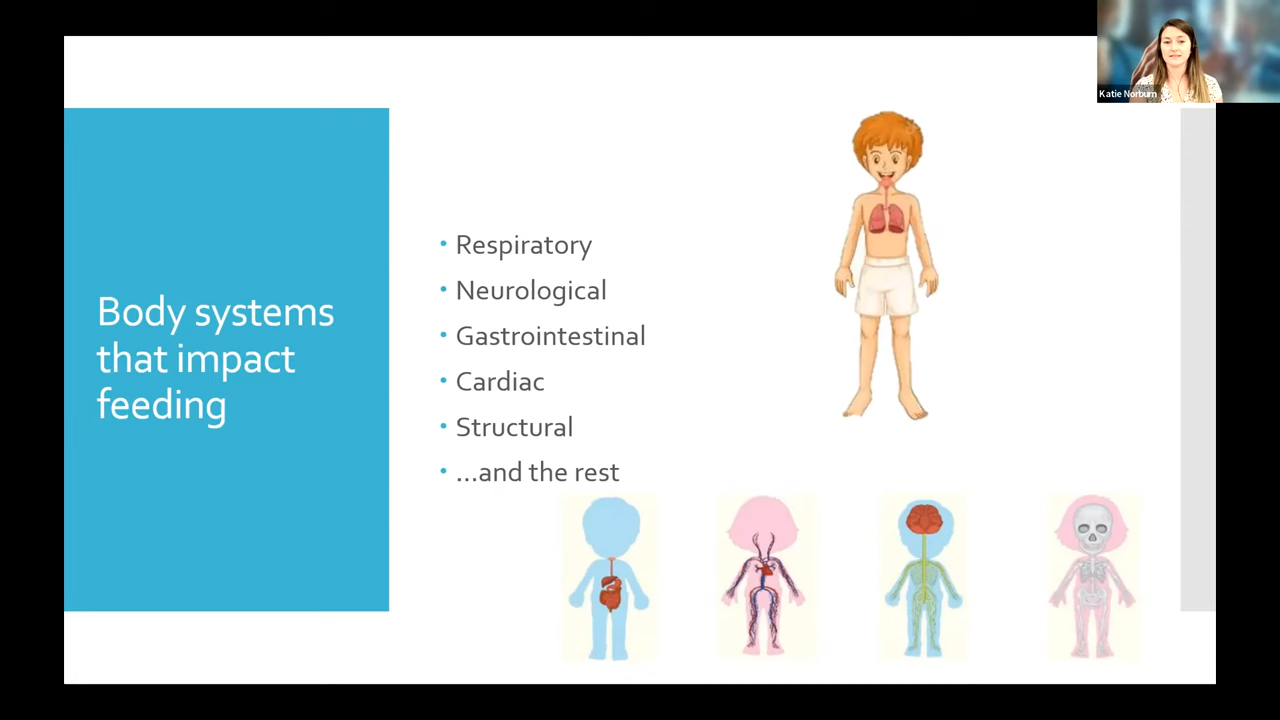 Katie Norburn
Body systems
that impact
feeding
• Respiratory
• Neurological
• Gastrointestinal
• Cardiac
• Structural
• ...and the rest